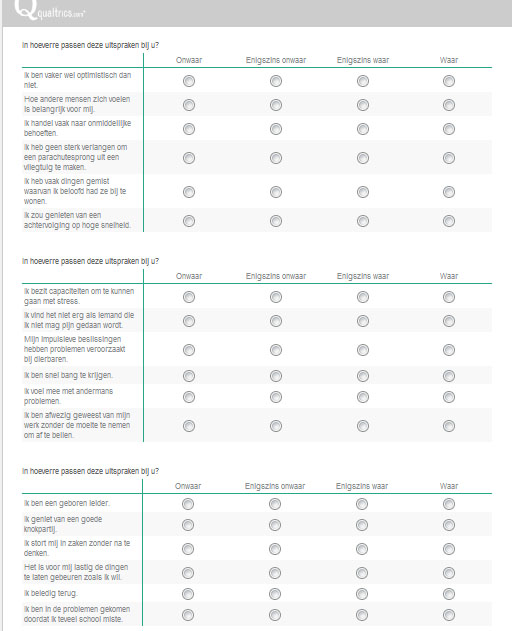 Qualtrics.com®
In hoeverre passen deze uitspraken bij u?
Onwaar Enigszins onwaar Enigszins waar Waar
Ik ben vaker wel optimistisch dan
niet.
Hoe andere mensen zich voelen
is belangrijk voor mij.
Ik handel vaak naar onmiddellijke
behoeften.
Ik heb geen sterk verlangen om
een parachutesprong uit een
vliegtuig te maken.
Ik heb vaak dingen gemist
waarvan ik beloofd had ze bij te
wonen.
Ik zou genieten van een
achtervolging op hoge snelheid.
In hoeverre passen deze uitspraken bij u?
Onwaar Enigszins onwaar Enigszins waar Waar
Ik bezit capaciteiten om te kunnen
gaan met stress.
Ik vind het niet erg als iemand die
ik niet mag pijn gedaan wordt.
Mijn impulsieve beslissingen
hebben problemen veroorzaakt
bij dierbaren.
Ik ben snel bang te krijgen.
Ik voel mee met andermans
problemen.
Ik ben afwezig geweest van mijn
werk zonder de moeite te nemen
om af te bellen.
In hoeverre passen deze uitspraken bij u?
Onwaar Enigszins onwaar Enigszins waar Waar
Ik ben een geboren leider.
Ik geniet van een goede
knokpartij.
Ik stort mij in zaken zonder na te
denken.
Het is voor mij lastig de dingen
te laten gebeuren zoals ik wil.
Ik beledig terug.
Ik ben in de problemen gekomen
doordat ik teveel school miste.